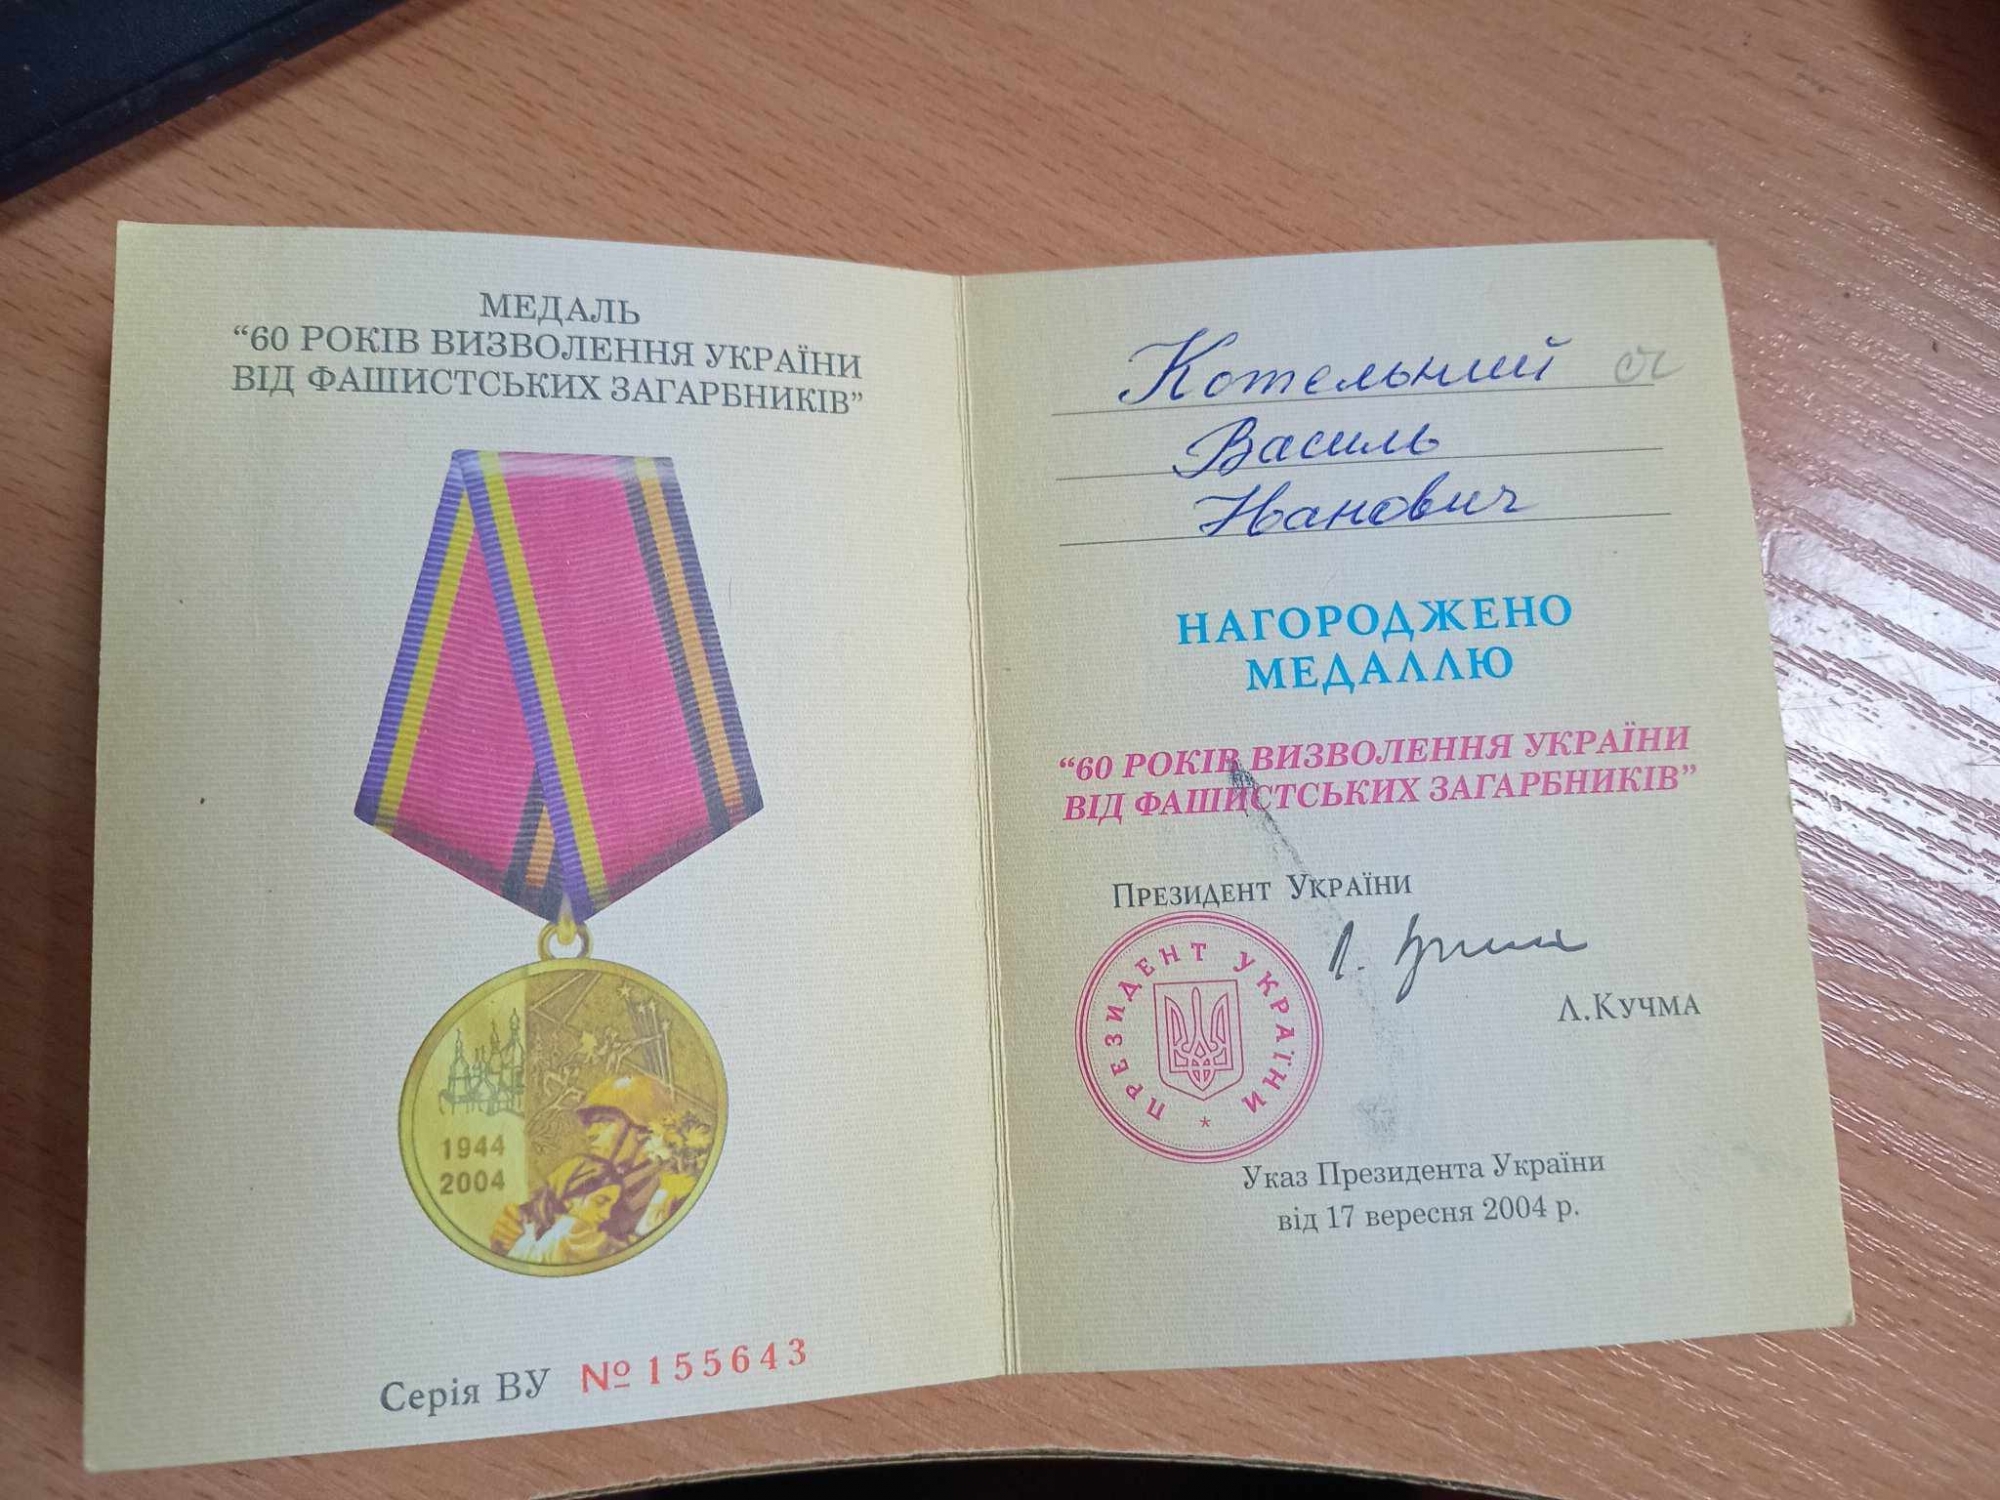 МЕДАЛЬ
“60 РОКІВ ВИЗВОЛЕННЯ УКРАЇНИ
ВІД ФАШИСТСЬКИХ ЗАГАРБНИКІВ”
1944
2004
Серія ВУ № 155643
Котельний
Василь
Іванович
НАГОРОДЖЕНО
МЕДАЛЛЮ
“60 РОКІВ ВИЗВОЛЕННЯ УКРАЇНИ
ВІД ФАШИСТСЬКИХ ЗАГАРБНИКІВ”
ПРЕЗИДЕНТ УКРАЇНИ
ПРЕЗИДЕНТ УКРАЇНИ
Л.КУЧМА
Указ Президента України
від 17 вересня 2004 р.